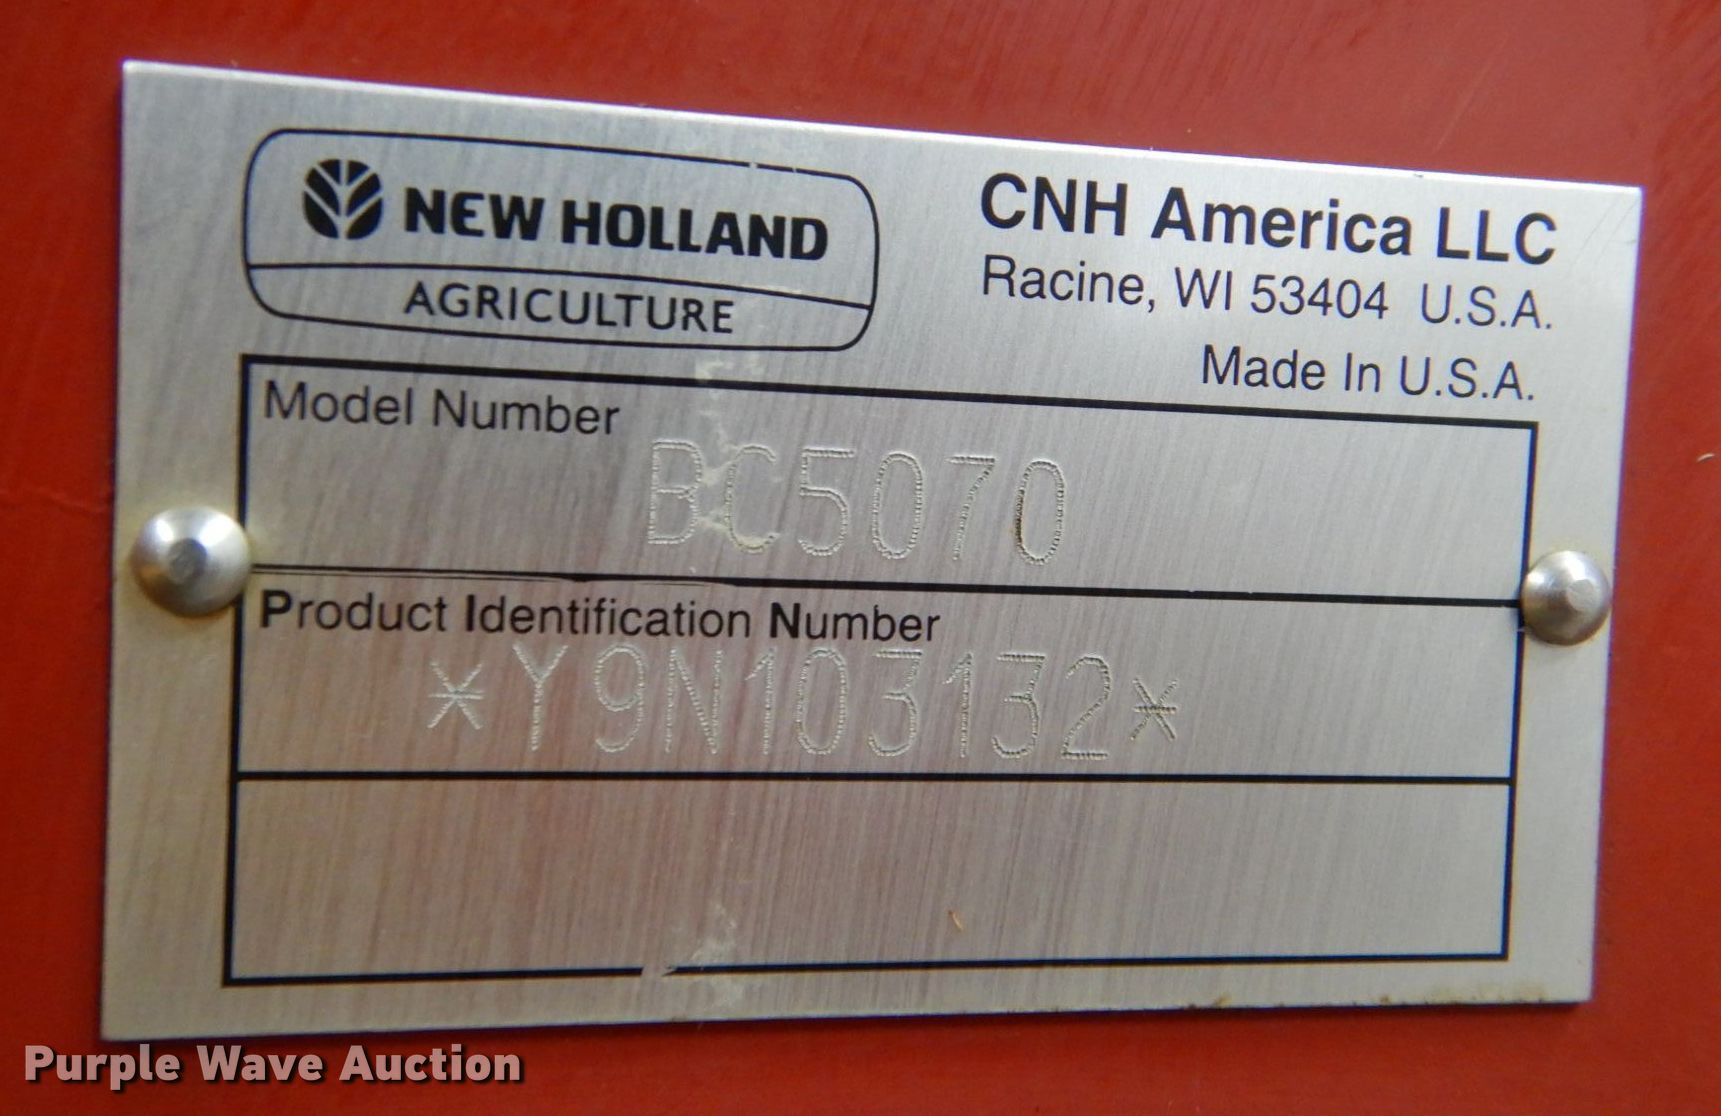 NEW HOLLAND
AGRICULTURE
CNH America LLC
Racine, WI 53404 U.S.A.
Made In U.S.A.
Model Number
BC5070
Product Identification Number
*Y9N103132*
Purple Wave Auction